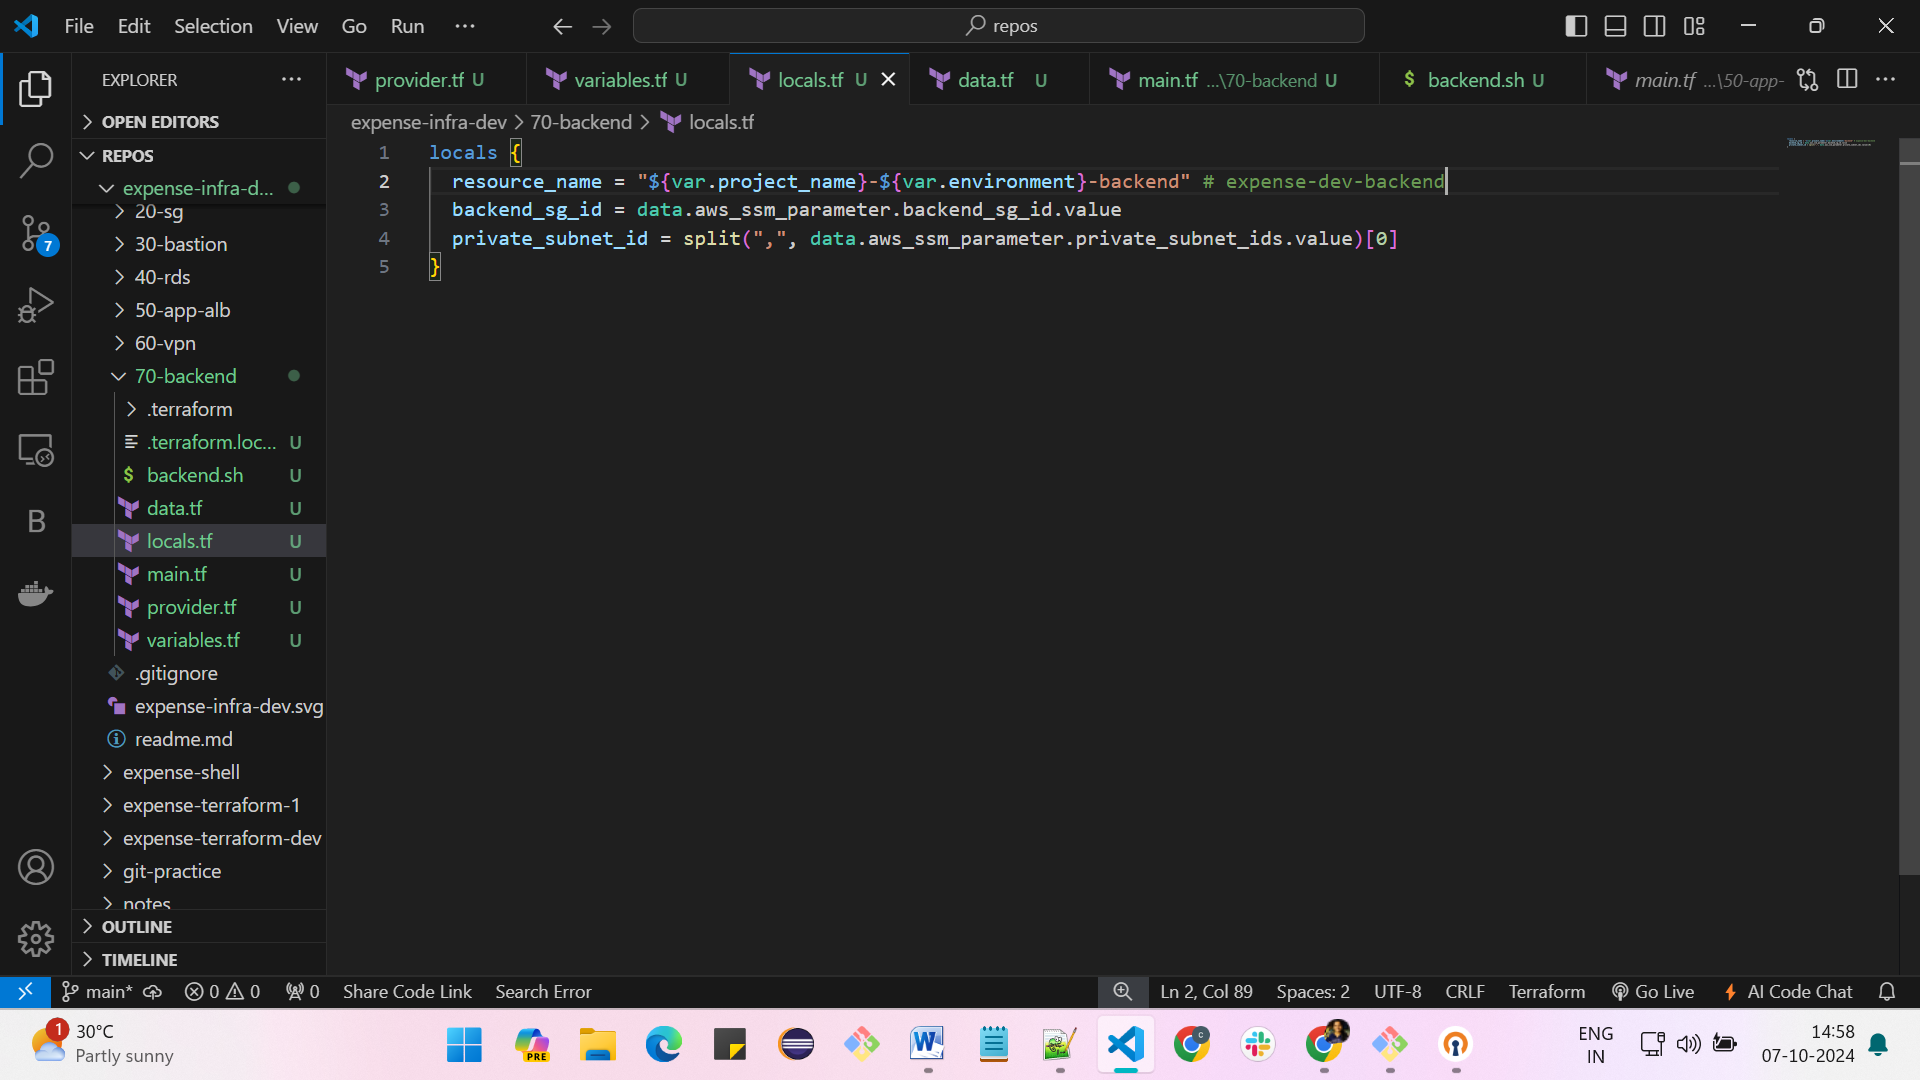 File Edit Selection View Go Run ...
repos
EXPLORER
provider.tf U
variables.tf U
locals.tf U
data.tf U
main.tf ...\70-backend U
$ backend.sh U
main.tf ...\50-app-
OPEN EDITORS
REPOS
expense-infra-d...
20-sg
30-bastion
40-rds
50-app-alb
60-vpn
70-backend
.terraform
.terraform.loc... U
$ backend.sh U
data.tf U
locals.tf U
main.tf U
provider.tf U
variables.tf U
.gitignore
expense-infra-dev.svg
readme.md
expense-shell
expense-terraform-1
expense-terraform-dev
git-practice
notes
OUTLINE
TIMELINE
7
B
expense-infra-dev > 70-backend > locals.tf
1 locals {
2 resource_name = "${var.project_name}-${var.environment}-backend" # expense-dev-backend
3 backend_sg_id = data.aws_ssm_parameter.backend_sg_id.value
4 private_subnet_id = split(",", data.aws_ssm_parameter.private_subnet_ids.value)[0]
5 }
main* 0 0 0 Share Code Link Search Error
Ln 2, Col 89 Spaces: 2 UTF-8 CRLF Terraform Go Live AI Code Chat
1
30°C
Partly sunny
PRE
W
C
ENG
IN
14:58
07-10-2024